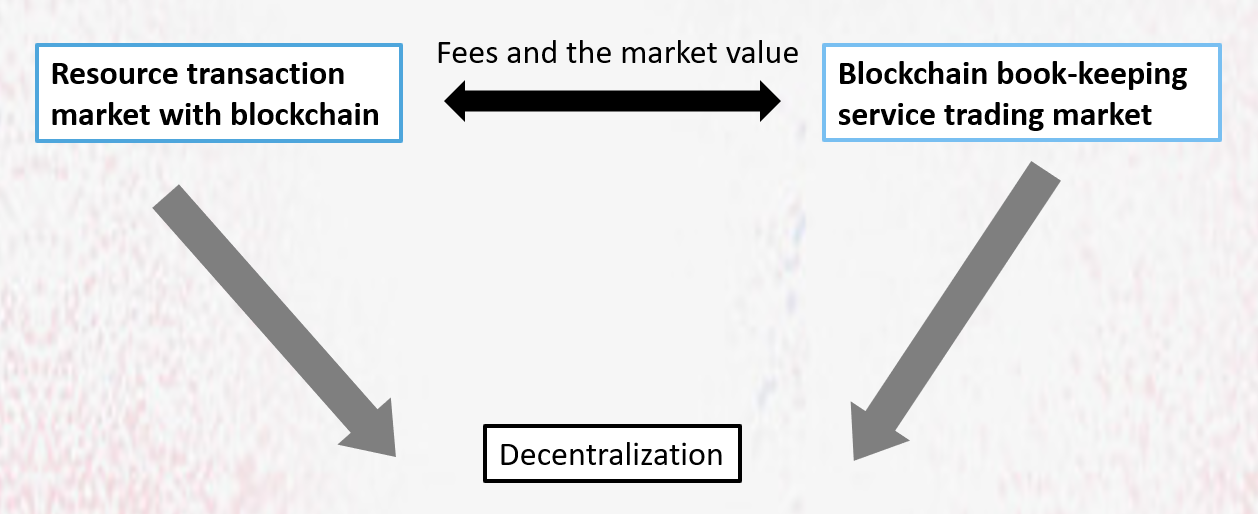 Fees and the market value
Resource transaction
market with blockchain
Blockchain book-keeping
service trading market
Decentralization